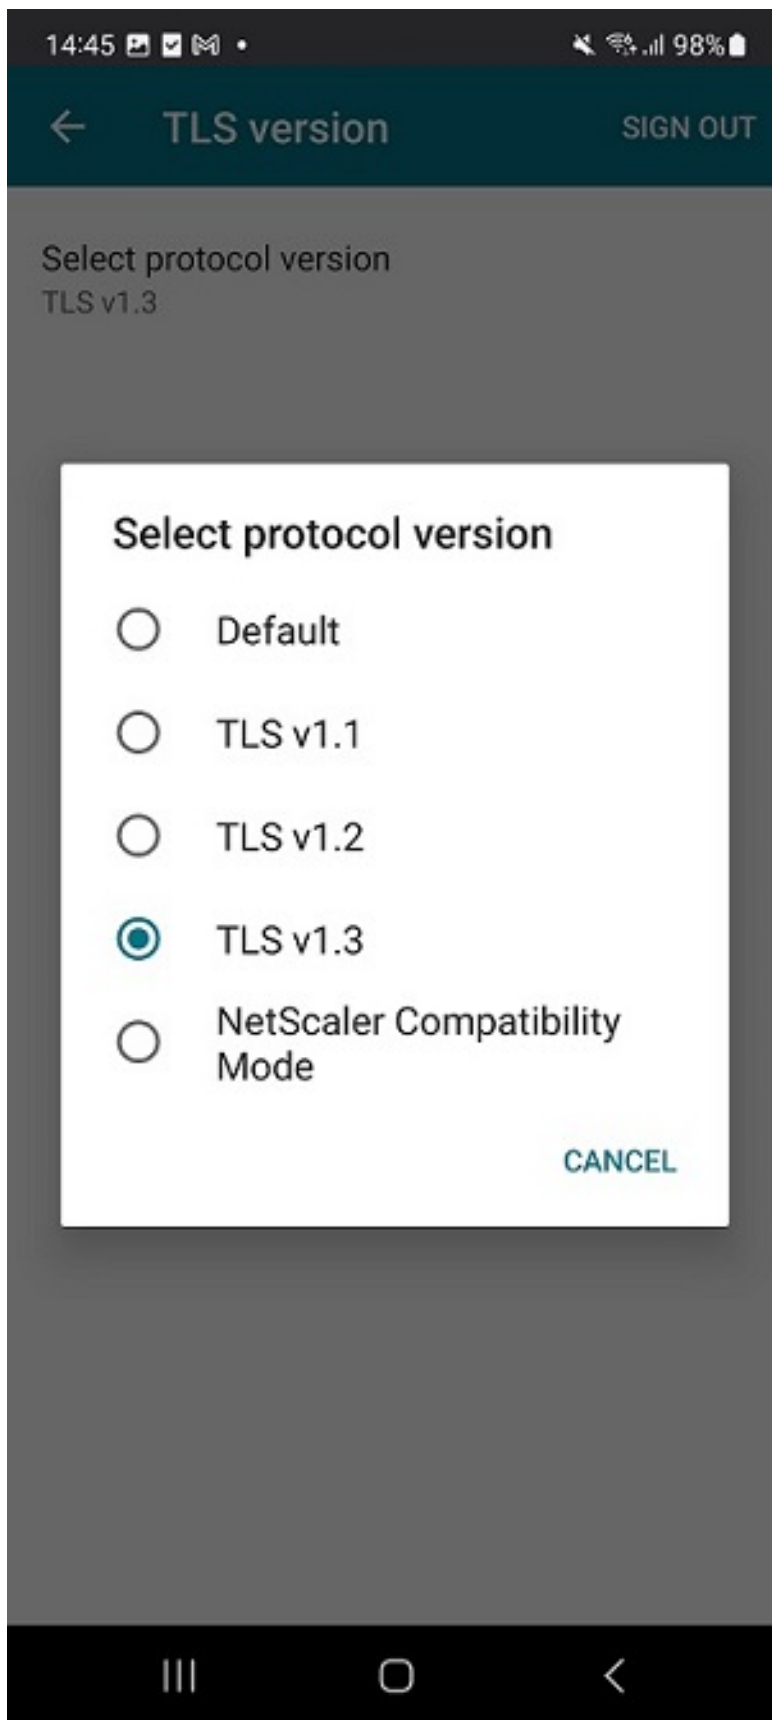 14:45 98%
TLS version SIGN OUT
Select protocol version
TLS v1.3
Select protocol version
Default
TLS v1.1
TLS v1.2
TLS v1.3
NetScaler Compatibility
Mode
CANCEL